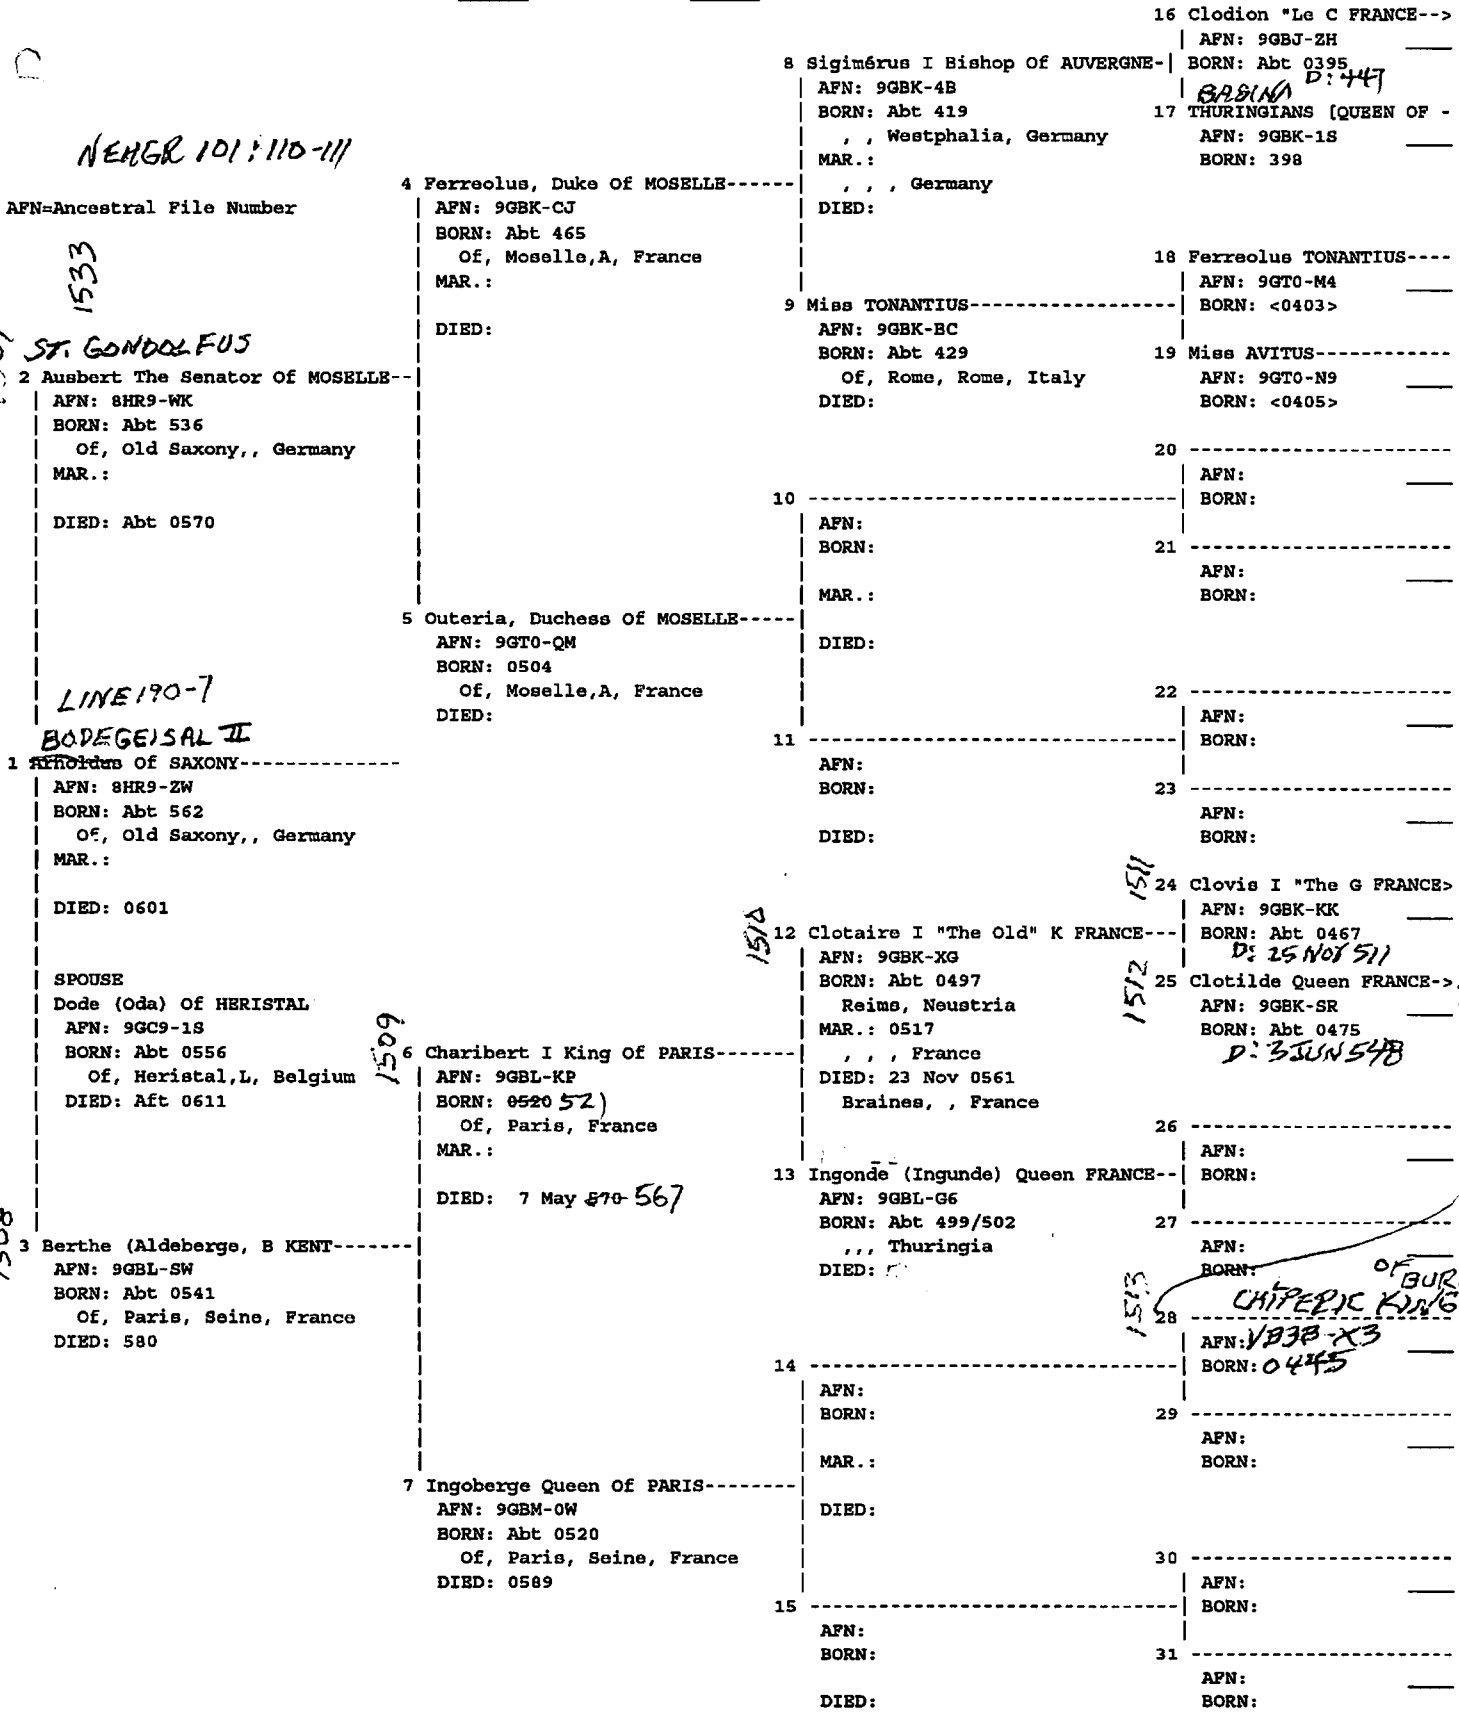 NEHGR 101:110-111
AFN=Ancestral File Number
1533
ST. GONDOLFUS
2 Ausbert The Senator Of MOSELLE--
AFN: 8HR9-WK
BORN: Abt 536
Of, Old Saxony,, Germany
MAR.:
DIED: Abt 0570
LINE 190-7
BODEGEISAL II
1 Arnoldus Of SAXONY--------------
AFN: 8HR9-ZW
BORN: Abt 562
Of, Old Saxony,, Germany
MAR.:
DIED: 0601
SPOUSE
Dode (Oda) Of HERISTAL
AFN: 9GC9-1S
BORN: Abt 0556
Of, Heristal,L, Belgium
DIED: Aft 0611
1508
3 Berthe (Aldeberge, B KENT-------
AFN: 9GBL-SW
BORN: Abt 0541
Of, Paris, Seine, France
DIED: 580
4 Ferreolus, Duke Of MOSELLE------
AFN: 9GBK-CJ
BORN: Abt 465
Of, Moselle,A, France
MAR.:
DIED:
5 Outeria, Duchess Of MOSELLE-----
AFN: 9GT0-QM
BORN: 0504
Of, Moselle,A, France
DIED:
1509
6 Charibert I King Of PARIS-------
AFN: 9GBL-KP
BORN: 0520 521
Of, Paris, France
MAR.:
DIED: 7 May 570 567
7 Ingoberge Queen Of PARIS--------
AFN: 9GBM-0W
BORN: Abt 0520
Of, Paris, Seine, France
DIED: 0589
8 Sigimérus I Bishop Of AUVERGNE-
AFN: 9GBK-4B
BORN: Abt 419
, , Westphalia, Germany
MAR.:
, , , Germany
DIED:
9 Miss TONANTIUS------------------
AFN: 9GBK-BC
BORN: Abt 429
Of, Rome, Rome, Italy
DIED:
10 -------------------------------
AFN:
BORN:
MAR.:
DIED:
11 -------------------------------
AFN:
BORN:
DIED:
1510
12 Clotaire I "The Old" K FRANCE---
AFN: 9GBK-XG
BORN: Abt 0497
Reims, Neustria
MAR.: 0517
, , , France
DIED: 23 Nov 0561
Braines, , France
13 Ingonde (Ingunde) Queen FRANCE--
AFN: 9GBL-G6
BORN: Abt 499/502
,,, Thuringia
DIED:
14 -------------------------------
AFN:
BORN:
MAR.:
DIED:
15 -------------------------------
AFN:
BORN:
DIED:
16 Clodion "Le C FRANCE-->
AFN: 9GBJ-ZH
BORN: Abt 0395
D: 447
BASINA
17 THURINGIANS [QUEEN OF -
AFN: 9GBK-1S
BORN: 398
18 Ferreolus TONANTIUS----
AFN: 9GT0-M4
BORN: <0403>
19 Miss AVITUS------------
AFN: 9GT0-N9
BORN: <0405>
20 ----------------------
AFN:
BORN:
21 ----------------------
AFN:
BORN:
22 ----------------------
AFN:
BORN:
23 ----------------------
AFN:
BORN:
1511
24 Clovis I "The G FRANCE>
AFN: 9GBK-KK
BORN: Abt 0467
D: 25 NOV 511
1512
25 Clotilde Queen FRANCE->
AFN: 9GBK-SR
BORN: Abt 0475
D: 3 JUN 548
26 ----------------------
AFN:
BORN:
27 ----------------------
AFN:
BORN:
OF BUR
CHIPERIC KING
1513
28 ----------------------
AFN: VB3B-X3
BORN: 0445
29 ----------------------
AFN:
BORN:
30 ----------------------
AFN:
BORN:
31 ----------------------
AFN:
BORN: